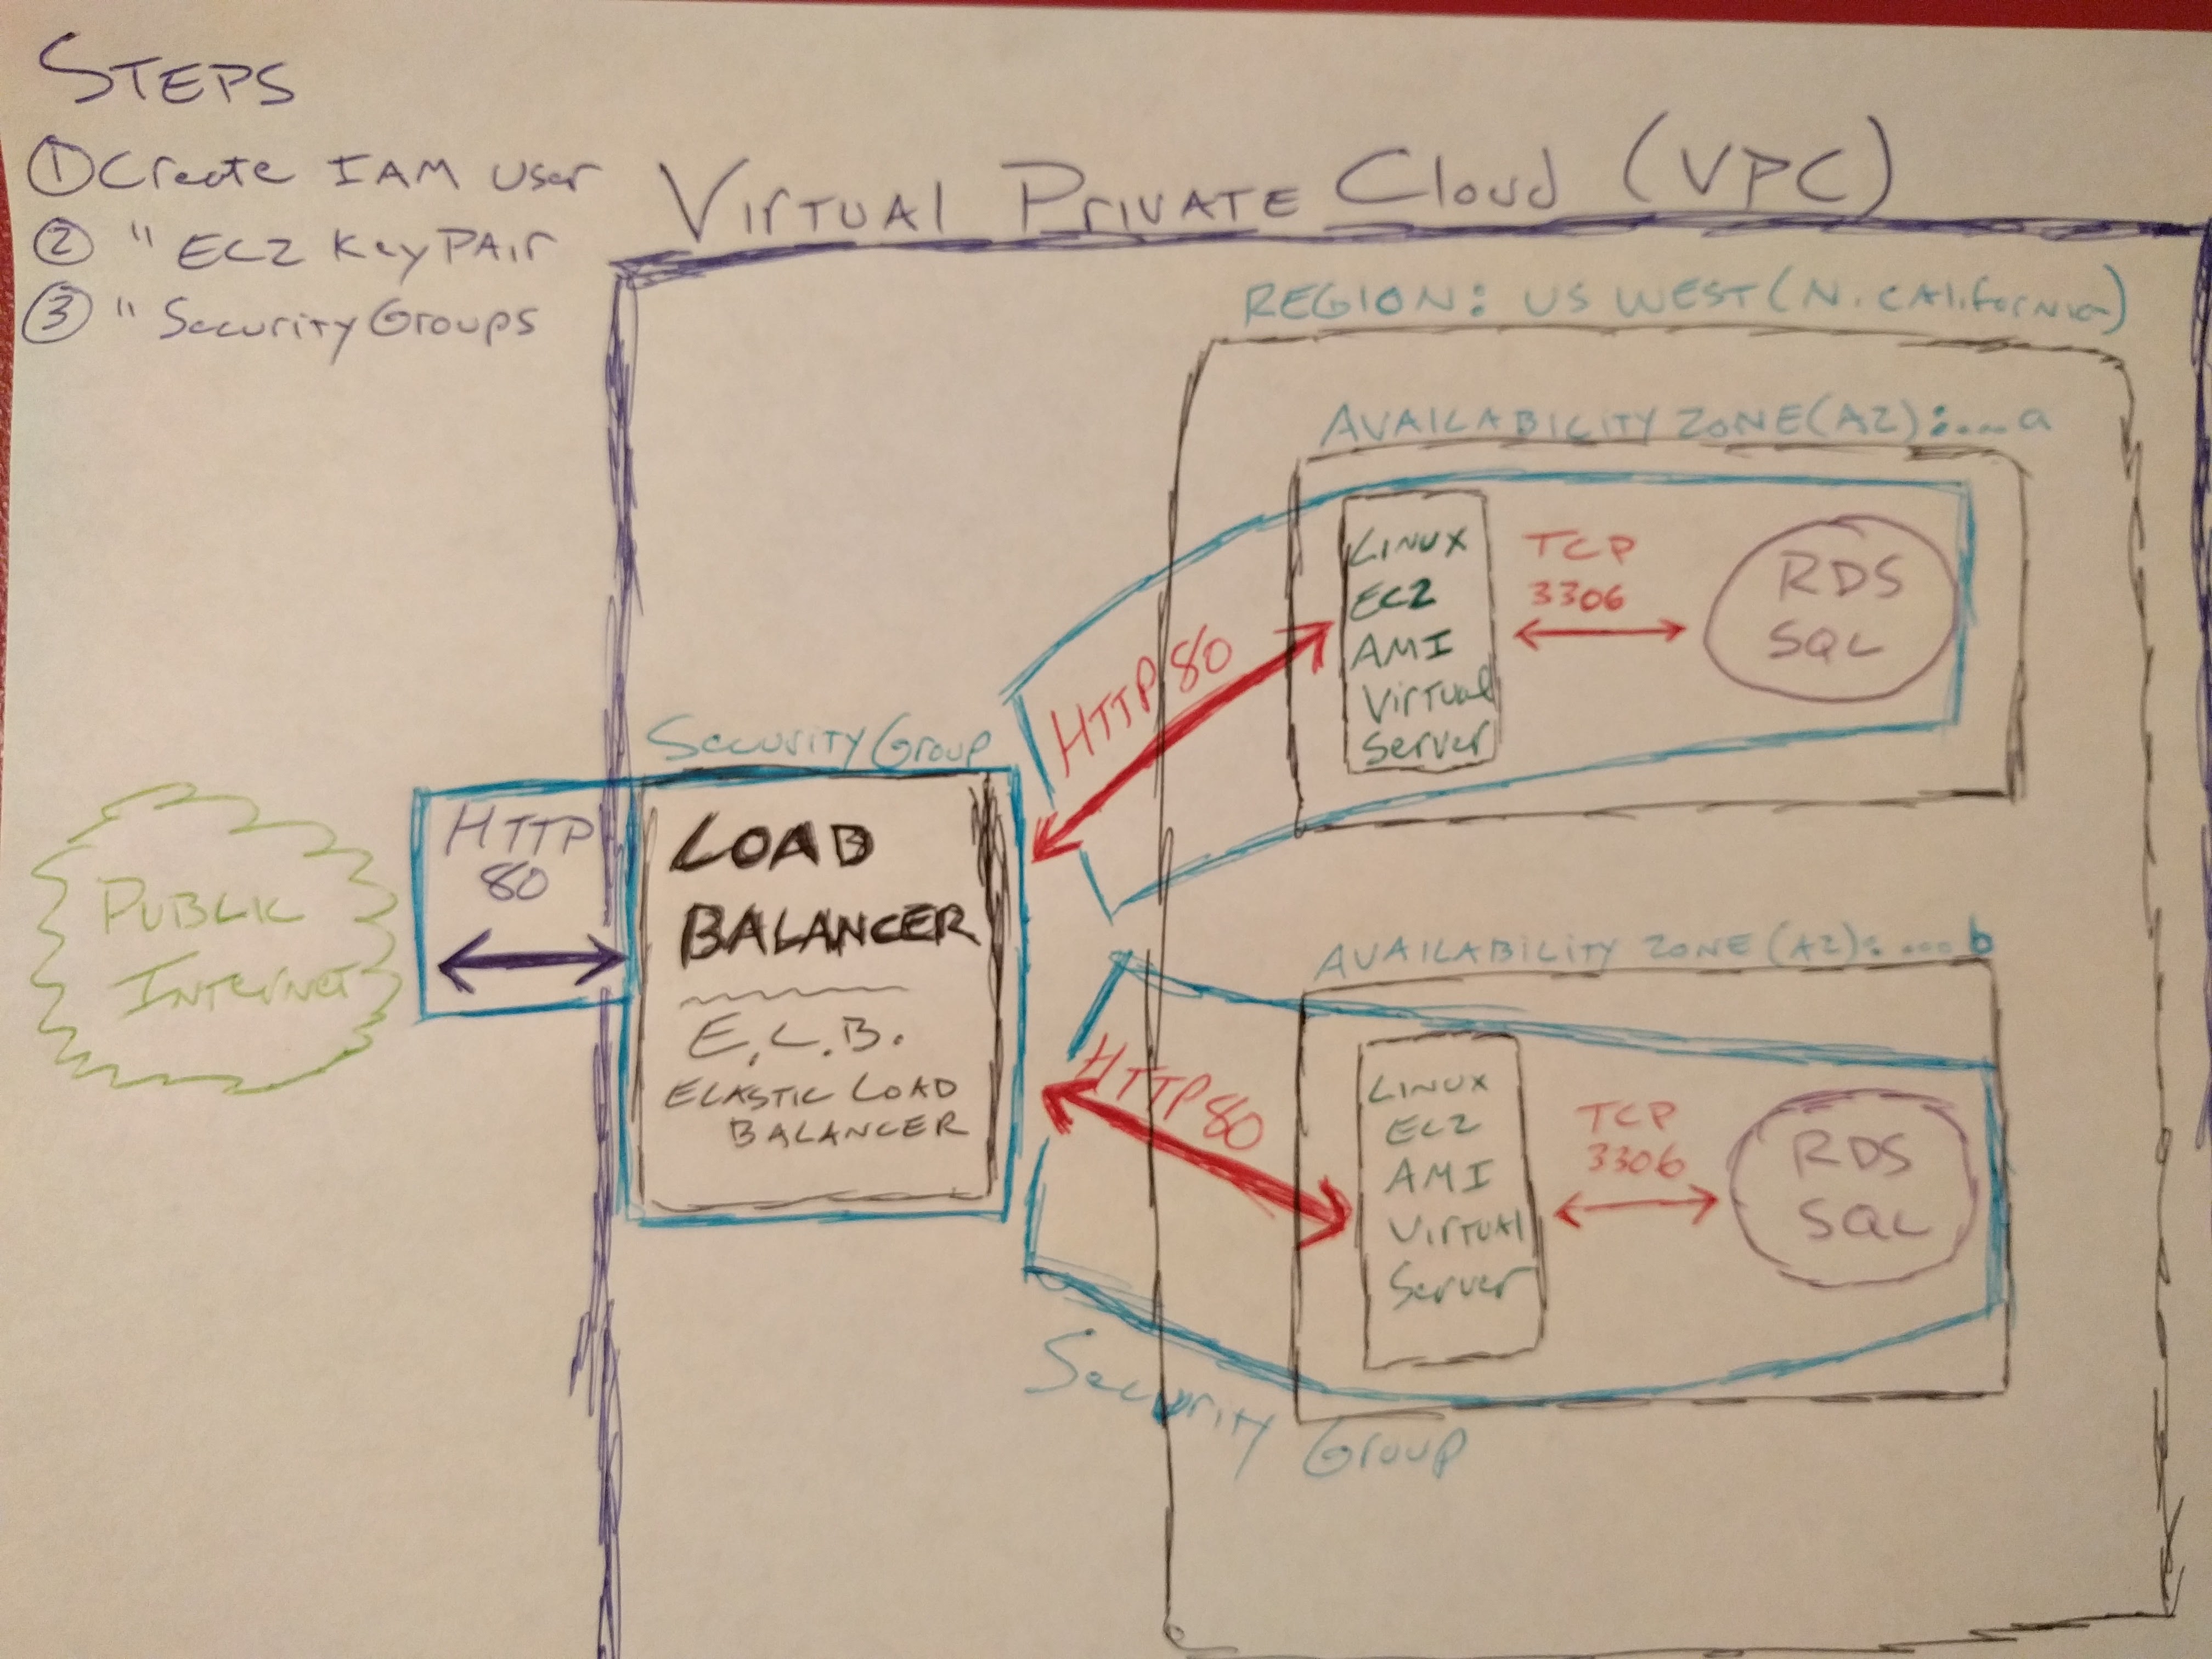 STEPS
① Create IAM User
② " EC2 Key PAir
③ " Security Groups
Virtual Private Cloud (VPC)
REGION: US WEST (N. CALifornia)
AVAILABILITY ZONE (AZ): .... a
LINUX
EC2
AMI
Virtual
Server
TCP
3306
RDS
SQL
HTTP 80
Security Group
HTTP
80
PUBLIC
INTERNET
LOAD
BALANCER
E.L.B.
ELASTIC LOAD
BALANCER
AVAILABILITY ZONE (AZ): .... b
HTTP 80
LINUX
EC2
AMI
Virtual
Server
TCP
3306
RDS
SQL
Security Group